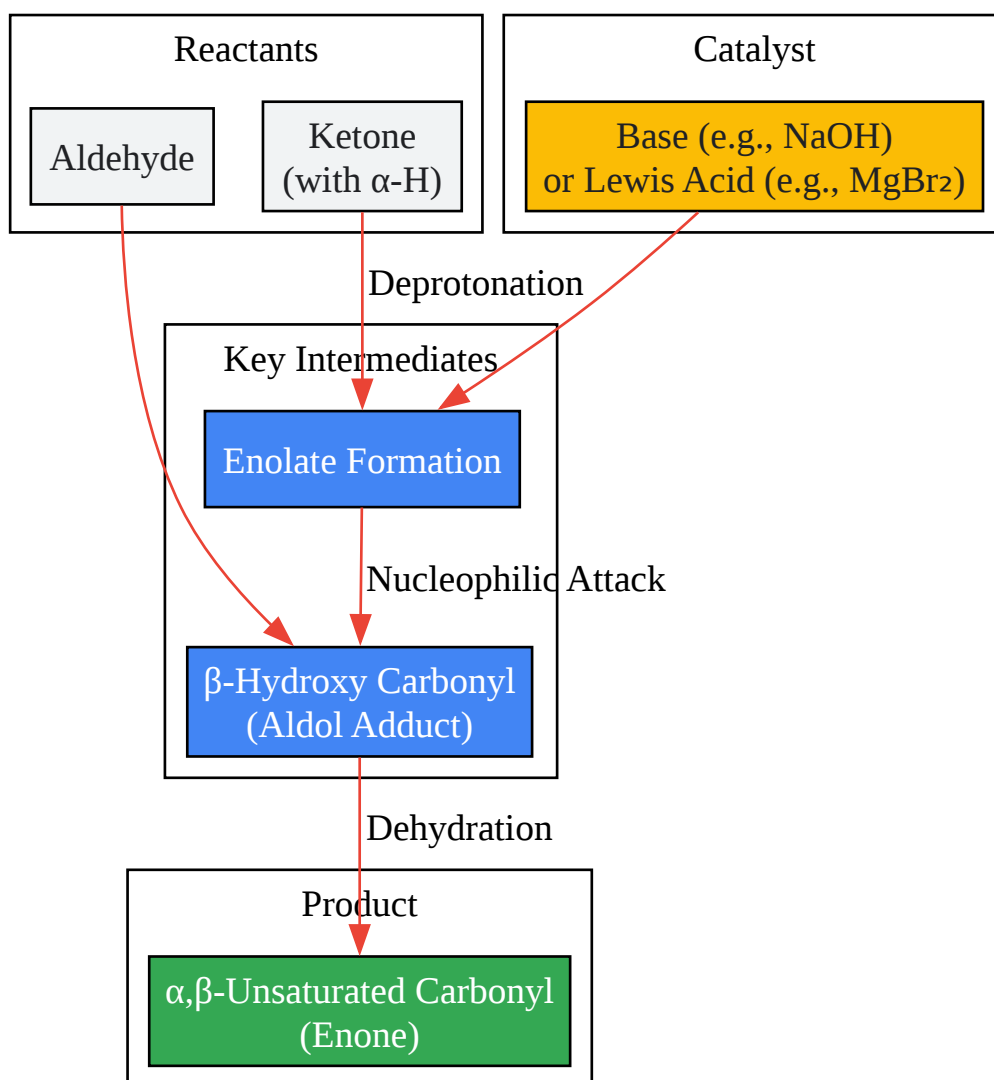 Reactants
Catalyst
Aldehyde
Ketone
(with α-H)
Base (e.g., NaOH)
or Lewis Acid (e.g., MgBr₂)
Deprotonation
Key Intermediates
Enolate Formation
Nucleophilic Attack
β-Hydroxy Carbonyl
(Aldol Adduct)
Dehydration
Product
α,β-Unsaturated Carbonyl
(Enone)